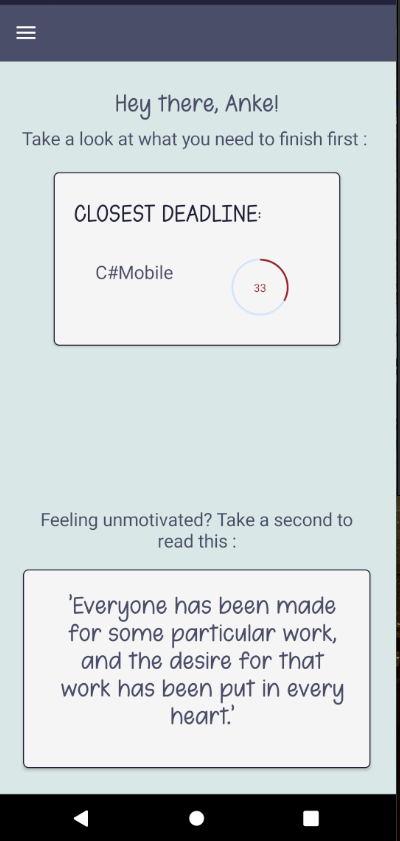 Hey there, Anke!
Take a look at what you need to finish first :
CLOSEST DEADLINE:
C#Mobile
33
Feeling unmotivated? Take a second to
read this :
'Everyone has been made
for some particular work,
and the desire for that
work has been put in every
heart.'